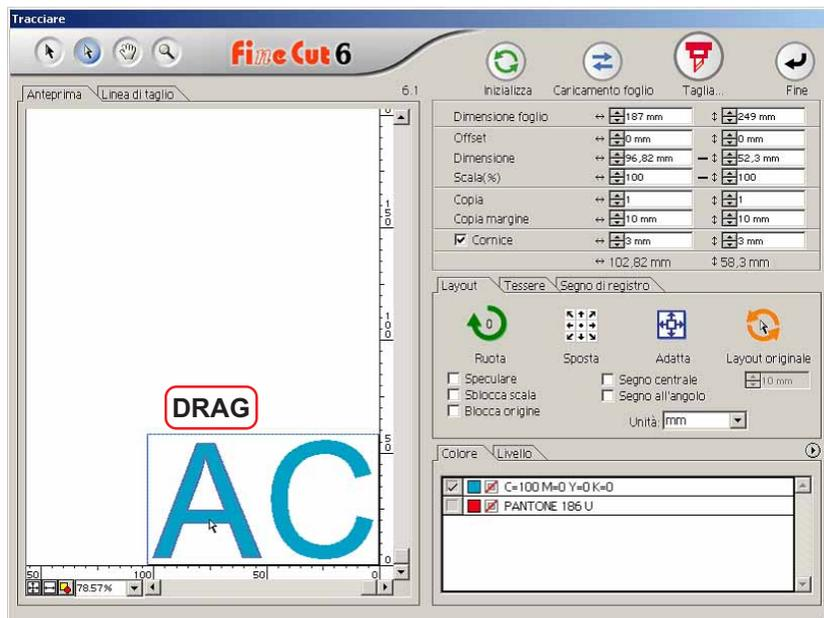 Tracciare
Fine Cut 6
Inizializza Caricamento foglio Taglia... Fine
Anteprima Linea di taglio 6.1
Dimensione foglio 187 mm 249 mm
Offset 0 mm 0 mm
Dimensione 96,82 mm 52,3 mm
Scala(%) 100 100
Copia 1 1
Copia margine 10 mm 10 mm
Cornice 3 mm 3 mm
102,82 mm 58,3 mm
Layout Tessere Segno di registro
0
Ruota Sposta Adatta Layout originale
Speculare Segno centrale 10 mm
Sblocca scala Segno all'angolo
Blocca origine
Unità: mm
150
100
50
0
DRAG
AC
Colore Livello
C=100 M=0 Y=0 K=0
PANTONE 186 U
50 100 50 0
78.57%